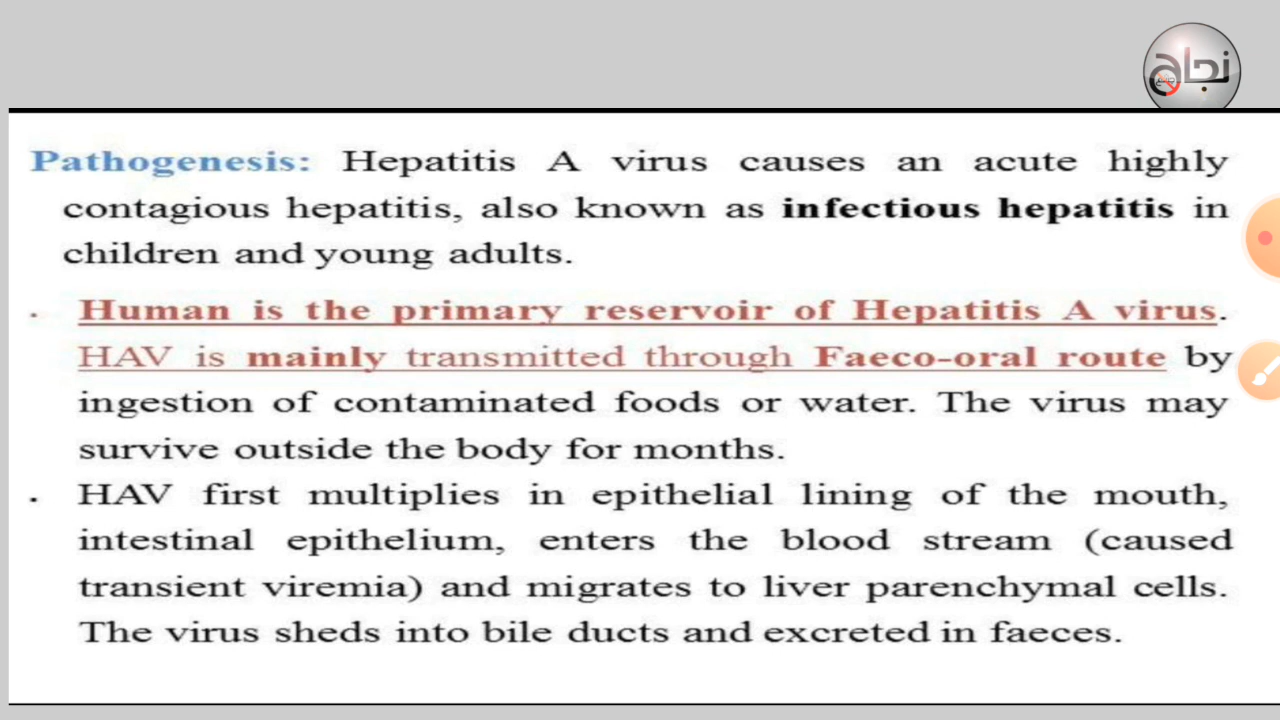 نجاح
Pathogenesis: Hepatitis A virus causes an acute highly
contagious hepatitis, also known as infectious hepatitis in
children and young adults.
· Human is the primary reservoir of Hepatitis A virus.
HAV is mainly transmitted through Faeco-oral route by
ingestion of contaminated foods or water. The virus may
survive outside the body for months.
· HAV first multiplies in epithelial lining of the mouth,
intestinal epithelium, enters the blood stream (caused
transient viremia) and migrates to liver parenchymal cells.
The virus sheds into bile ducts and excreted in faeces.